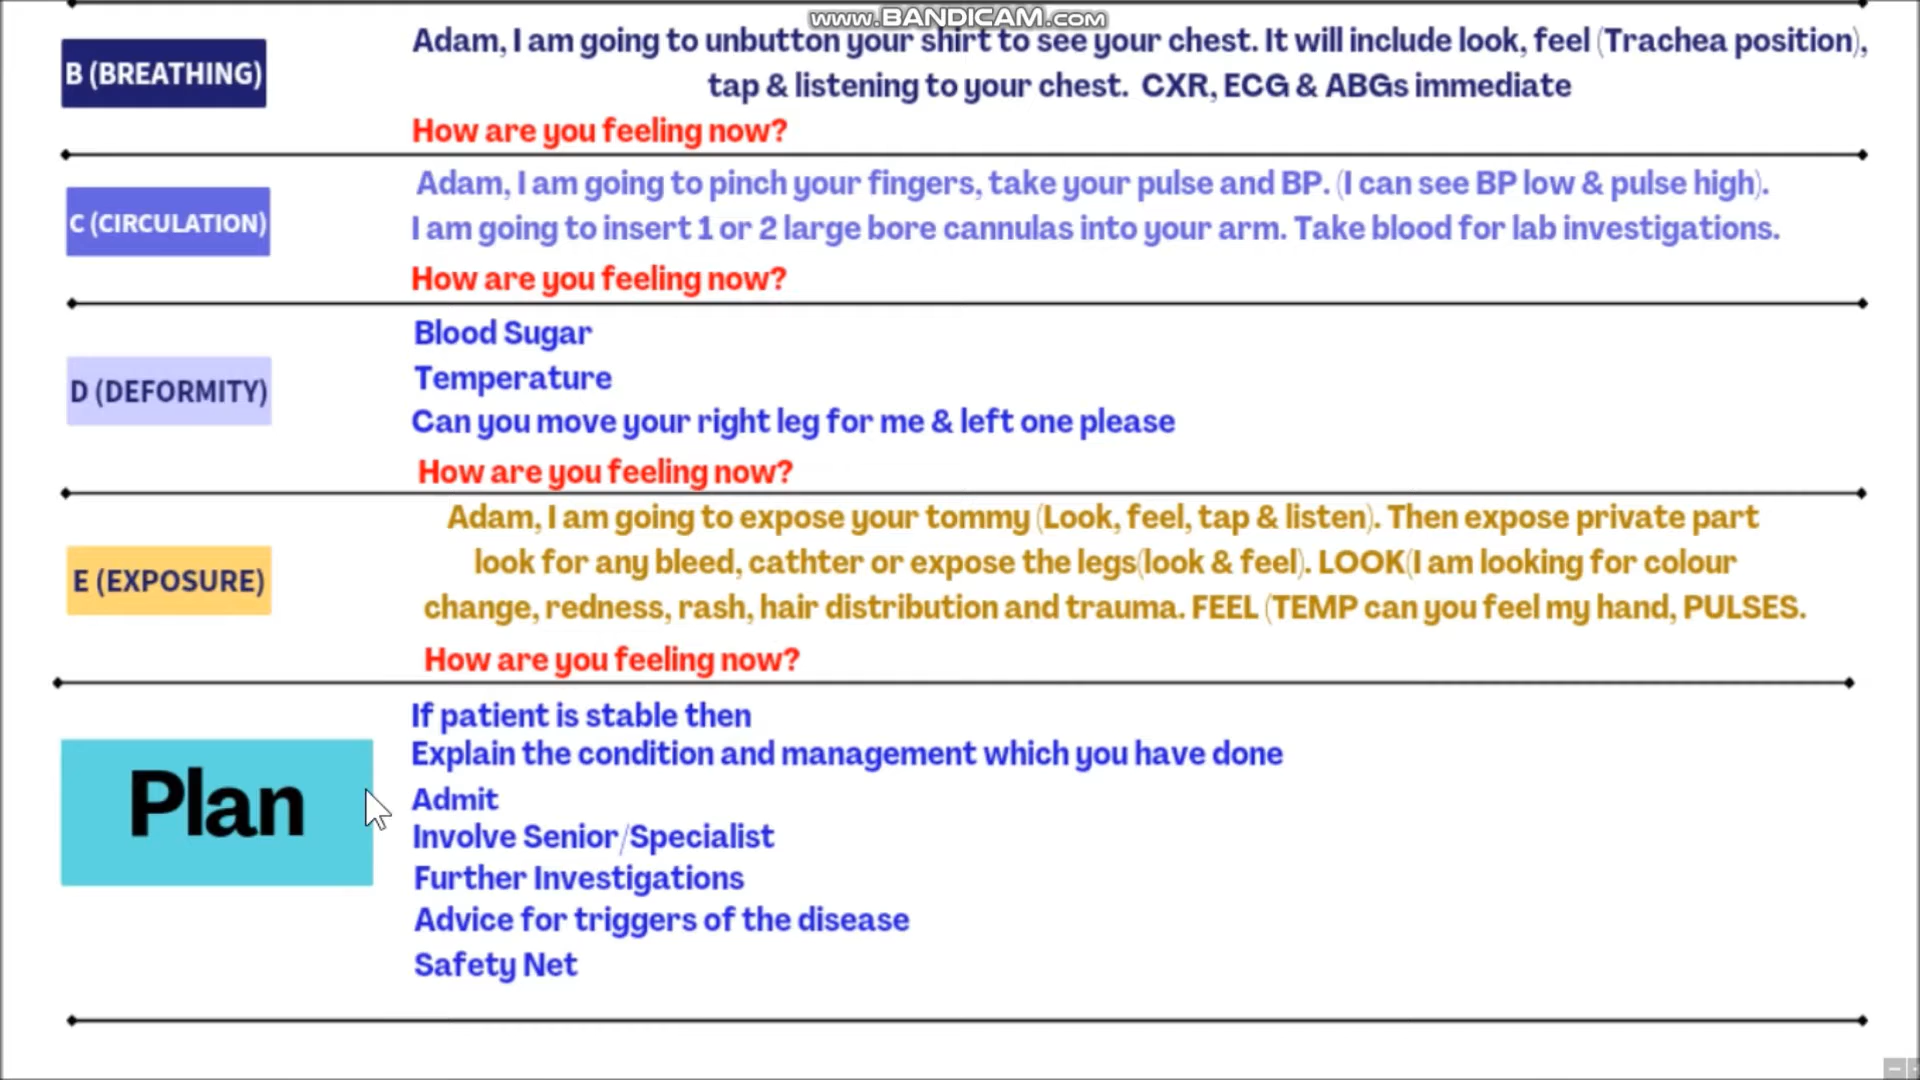 www.BANDICAM.com
B (BREATHING)
Adam, I am going to unbutton your shirt to see your chest. It will include look, feel (Trachea position),
tap & listening to your chest. CXR, ECG & ABGs immediate
How are you feeling now?
C (CIRCULATION)
Adam, I am going to pinch your fingers, take your pulse and BP. (I can see BP low & pulse high).
I am going to insert 1 or 2 large bore cannulas into your arm. Take blood for lab investigations.
How are you feeling now?
D (DEFORMITY)
Blood Sugar
Temperature
Can you move your right leg for me & left one please
How are you feeling now?
E (EXPOSURE)
Adam, I am going to expose your tommy (Look, feel, tap & listen). Then expose private part
look for any bleed, cathter or expose the legs(look & feel). LOOK(I am looking for colour
change, redness, rash, hair distribution and trauma. FEEL (TEMP can you feel my hand, PULSES.
How are you feeling now?
Plan
If patient is stable then
Explain the condition and management which you have done
Admit
Involve Senior/Specialist
Further Investigations
Advice for triggers of the disease
Safety Net